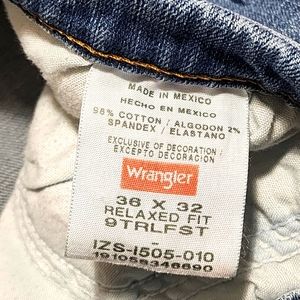 MADE IN MEXICO
HECHO EN MEXICO
98% COTTON / ALGODON 2%
SPANDEX / ELASTANO
EXCLUSIVE OF DECORATION /
EXCEPTO DECORACION
Wrangler
36 X 32
RELAXED FIT
9TRLFST
-
IZS-I505-010